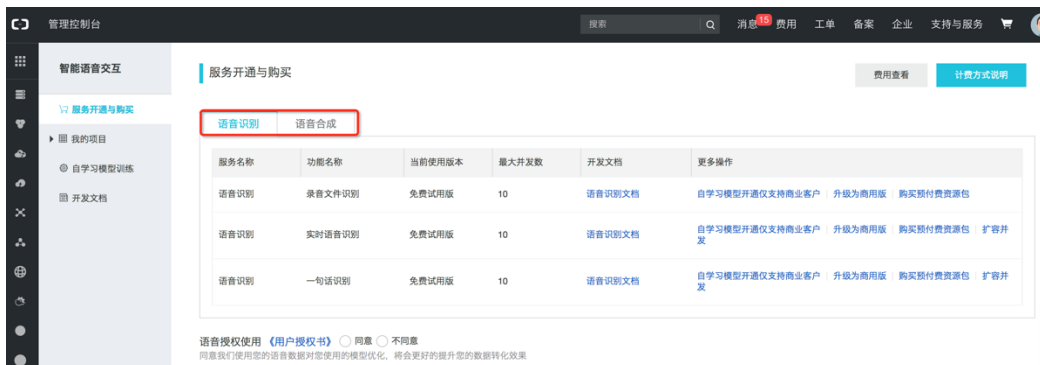 管理控制台
搜索
消息 15 费用 工单 备案 企业 支持与服务
智能语音交互
服务开通与购买
我的项目
自学习模型训练
开发文档
服务开通与购买
费用查看
计费方式说明
语音识别 语音合成
服务名称 功能名称 当前使用版本 最大并发数 开发文档 更多操作
语音识别 录音文件识别 免费试用版 10 语音识别文档 自学习模型开通仅支持商业客户 升级为商用版 购买预付费资源包
语音识别 实时语音识别 免费试用版 10 语音识别文档 自学习模型开通仅支持商业客户 升级为商用版 购买预付费资源包 扩容并
发
语音识别 一句话识别 免费试用版 10 语音识别文档 自学习模型开通仅支持商业客户 升级为商用版 购买预付费资源包 扩容并
发
语音授权使用 《用户授权书》 同意 不同意
同意我们使用您的语音数据对您使用的模型优化，将会更好的提升您的数据转化效果